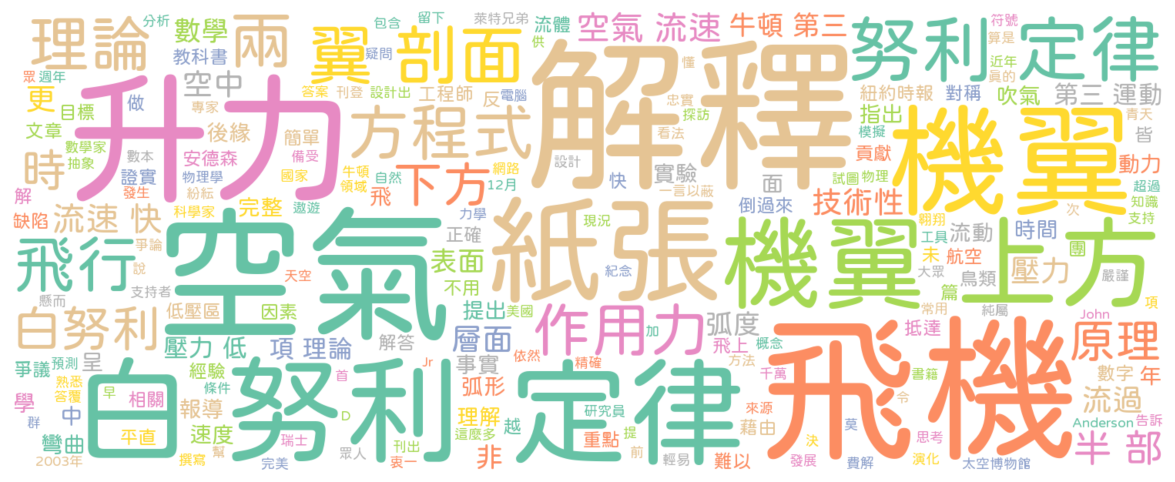 理論
兩
分析
數學
教科書
包含
留下
疑問
萊特兄弟
流體
供
翼 剖面
空氣 流速
牛頓 第三
符號
算是
近年
真的
努利 定律
眾 週年
空中
更
目標
做
專家
答案
刊登
設計出
工程師
反
電腦
懂
解釋
紐約時報
對稱
吹氣
第三 運動
升力
文章
後緣
簡單
方程式
忠實
探訪
看法
指出
模擬
機翼
青天
皆
數學家
抽象
時
數本
證實
安德森
備受
牛頓
領域
網路
自然
12月
實驗
設計
貢獻
動力
物理學
發生
國家
飛
下方
快
一言以蔽
面
倒過來
技術性
試圖
物理
超過
知識
支持
解
缺陷
紛紜
科學家
完整
遨遊
力學
流速 快
空氣
正確
紙張
現況
機翼 上方
翱翔
工具
次
流動
未
航空
時間
團
飛行
爭論
說
天空
表面
不用
紀念
大眾
鳥類
壓力
嚴謹
懸而
支持者
低壓區
因素
提出
美國
作用力
弧度
篇
常用
純屬
項
白努利
壓力 低
項 理論
解答
層面
加
飛上
概念
抵達
John
原理
爭議
預測
呈
經驗
條件
Jr
事實
依然
精確
方法
千萬
書籍
數字
年
熟悉
答覆
早
相關
學
報導
首
弧形
白努利 定律
飛機
令
流過
群
中
平直
速度
D
理解
越
這麼多
研究員
重點
提
藉由
來源
莫
思考
Anderson
告訴
彎曲
瑞士
幫
刊出
2003年
撰寫
完美
眾人
非
衷一
前
輕易
難以
決
發展
費解
演化
太空博物館
半 部